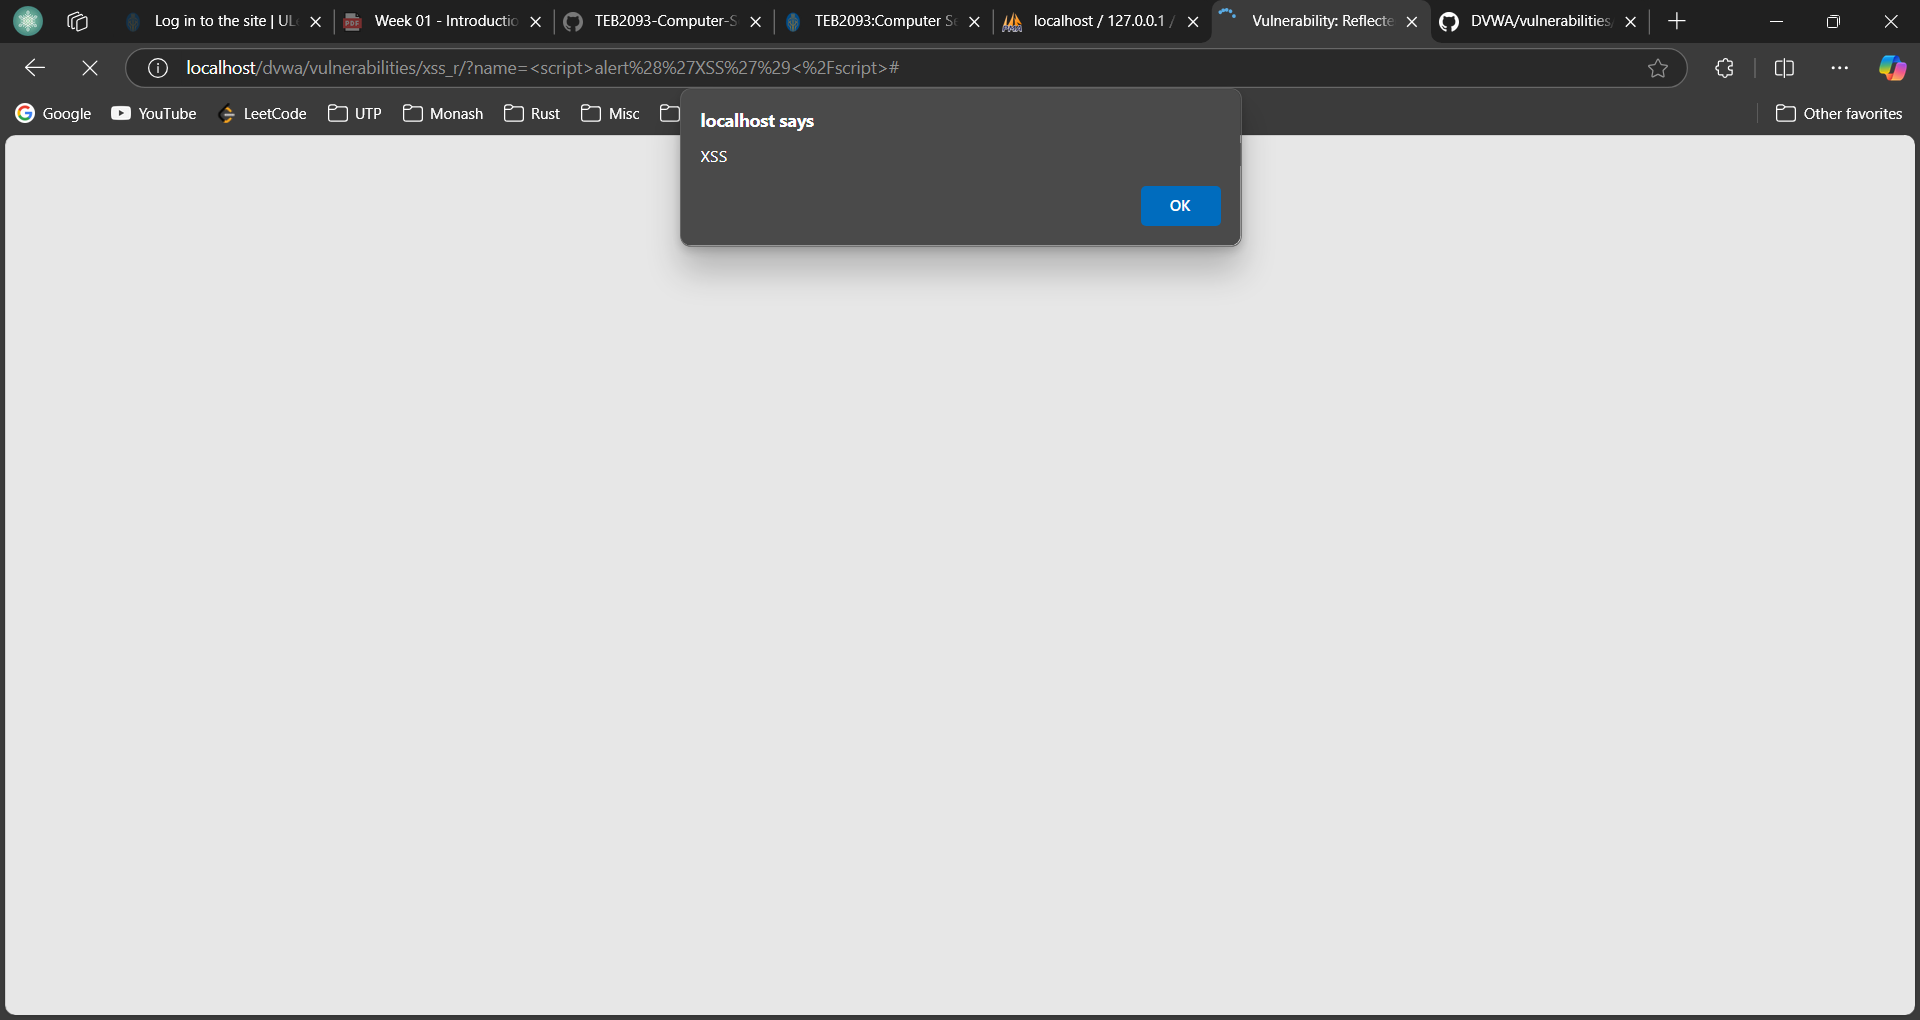 Log in to the site | UL
Week 01 - Introductio
TEB2093-Computer-S
TEB2093:Computer Se
localhost / 127.0.0.1 /
Vulnerability: Reflecte
DVWA/vulnerabilities
localhost/dvwa/vulnerabilities/xss_r/?name=<script>alert%28%27XSS%27%29<%2Fscript>#
Google
YouTube
LeetCode
UTP
Monash
Rust
Misc
Other favorites
localhost says
XSS
OK